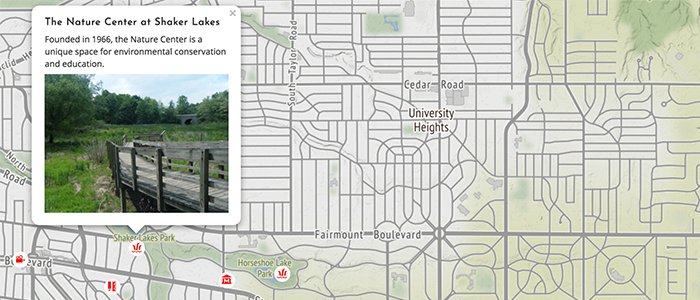 The Nature Center at Shaker Lakes
×
Founded in 1966, the Nature Center is a
unique space for environmental conservation
and education.
South Taylor
Road
Cedar Road
University
Heights
North
Road
Shaker Lakes Park
Fairmount Boulevard
Horseshoe Lake
Park